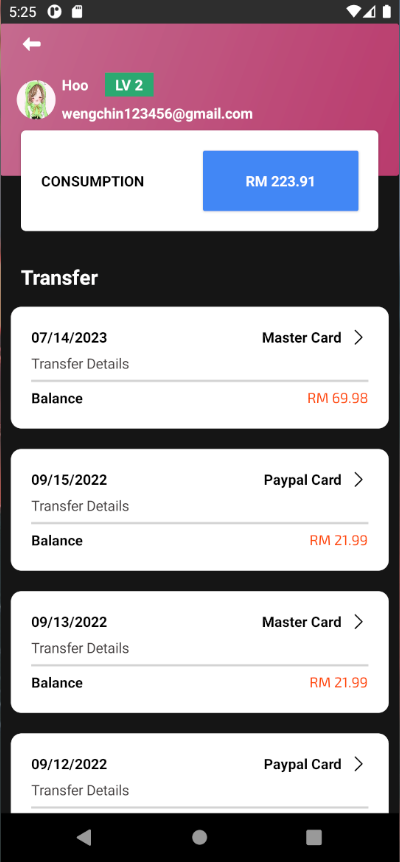 5:25
Hoo LV 2
wengchin123456@gmail.com
CONSUMPTION RM 223.91
Transfer
07/14/2023 Master Card
Transfer Details
Balance RM 69.98
09/15/2022 Paypal Card
Transfer Details
Balance RM 21.99
09/13/2022 Master Card
Transfer Details
Balance RM 21.99
09/12/2022 Paypal Card
Transfer Details